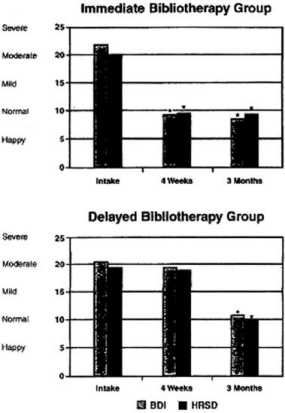 Immediate Bibliotherapy Group
Severe 25
Moderate 20
Mild 15
Normal 10
Happy 5
0
Intake 4 Weeks 3 Months
Delayed Bibliotherapy Group
Severe 25
Moderate 20
Mild 15
Normal 10
Happy 5
0
Intake 4 Weeks 3 Months
BDI HRSD